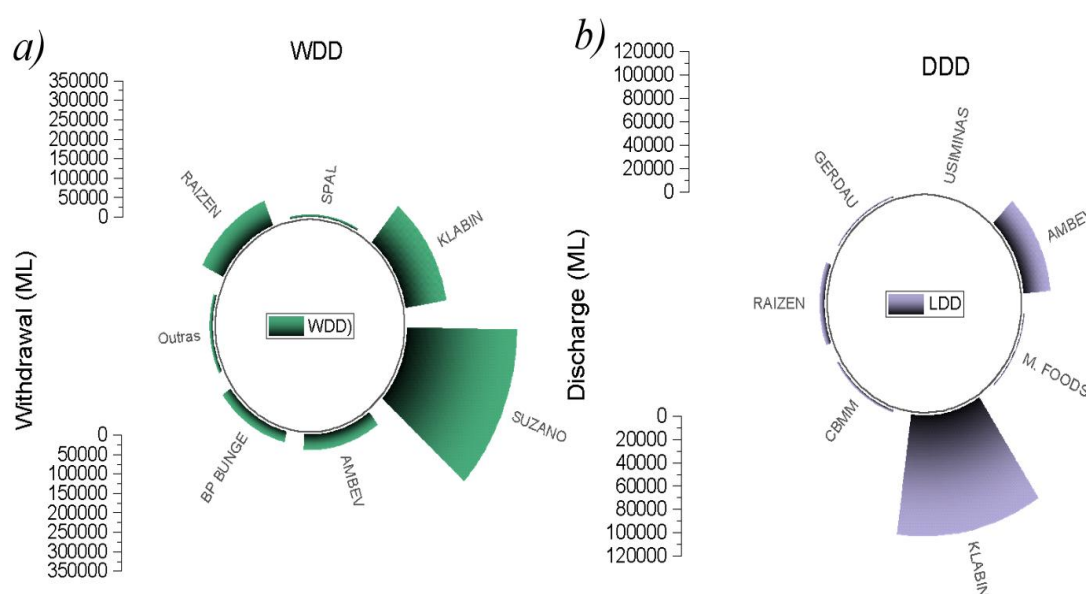 a)
WDD
350000
300000
250000
200000
150000
100000
50000
0
Withdrawal (ML)
0
50000
100000
150000
200000
250000
300000
350000
SPAL
KLABIN
SUZANO
AMBEV
BP BUNGE
Outras
RAIZEN
WDD)
b)
DDD
120000
100000
80000
60000
40000
20000
0
Discharge (ML)
0
20000
40000
60000
80000
100000
120000
USIMINAS
AMBEV
M. FOODS
KLABIN
CBMM
RAIZEN
GERDAU
LDD